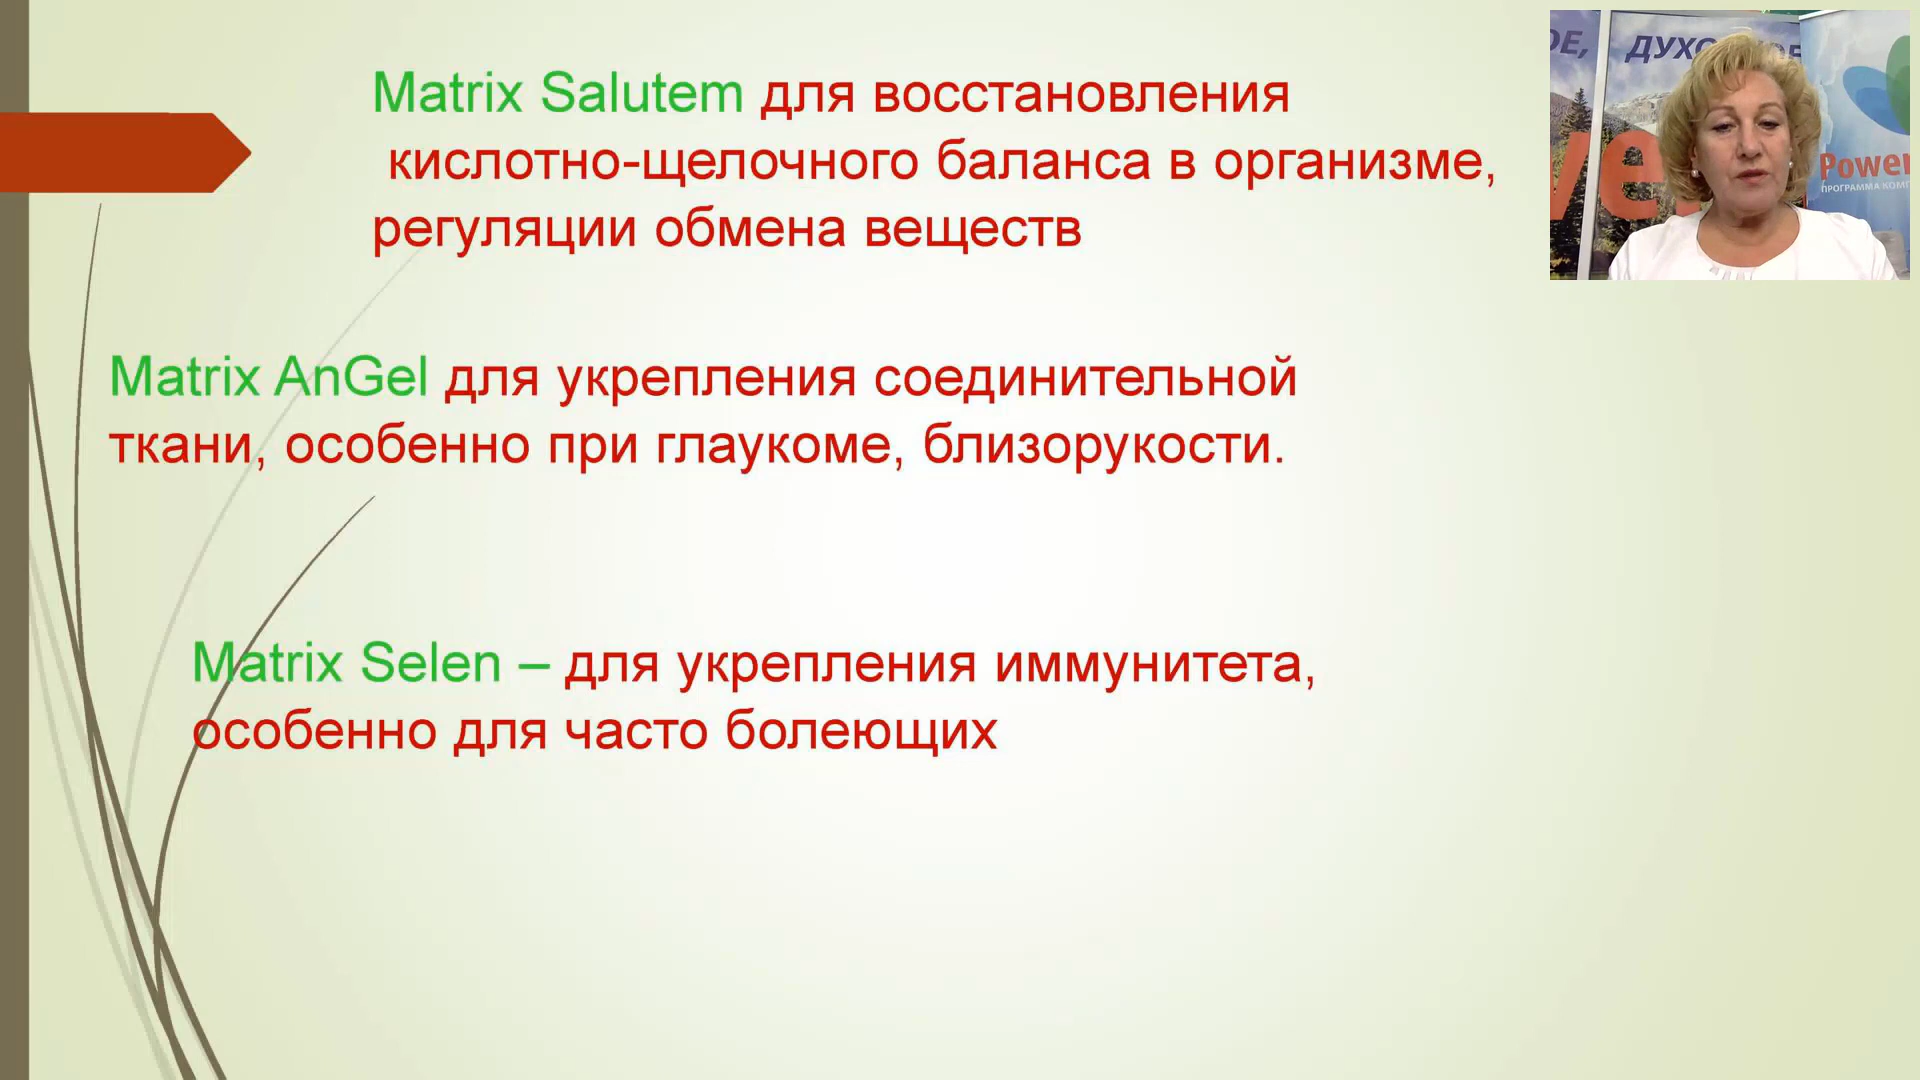 Matrix Salutem для восстановления
кислотно-щелочного баланса в организме,
регуляции обмена веществ
Matrix AnGel для укрепления соединительной
ткани, особенно при глаукоме, близорукости.
Matrix Selen – для укрепления иммунитета,
особенно для часто болеющих
Power